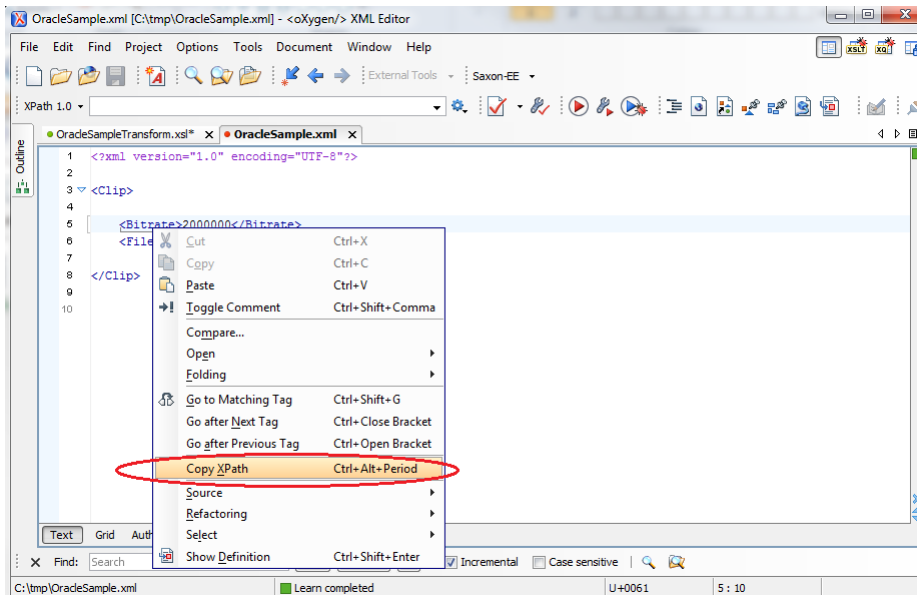 OracleSample.xml [C:\tmp\OracleSample.xml] - <oXygen/> XML Editor
File Edit Find Project Options Tools Document Window Help
XSLT XQ
External Tools Saxon-EE
XPath 1.0
OracleSampleTransform.xsl* x OracleSample.xml x
Outline
1 <?xml version="1.0" encoding="UTF-8"?>
2
3 <Clip>
4
5 <Bitrate>2000000</Bitrate>
6 <File
7
8 </Clip>
9
10
Cut Ctrl+X
Copy Ctrl+C
Paste Ctrl+V
Toggle Comment Ctrl+Shift+Comma
Compare...
Open
Folding
Go to Matching Tag Ctrl+Shift+G
Go after Next Tag Ctrl+Close Bracket
Go after Previous Tag Ctrl+Open Bracket
Copy XPath Ctrl+Alt+Period
Source
Refactoring
Select
Show Definition Ctrl+Shift+Enter
Text Grid Auth
x Find: Search Incremental Case sensitive
C:\tmp\OracleSample.xml Learn completed U+0061 5 : 10